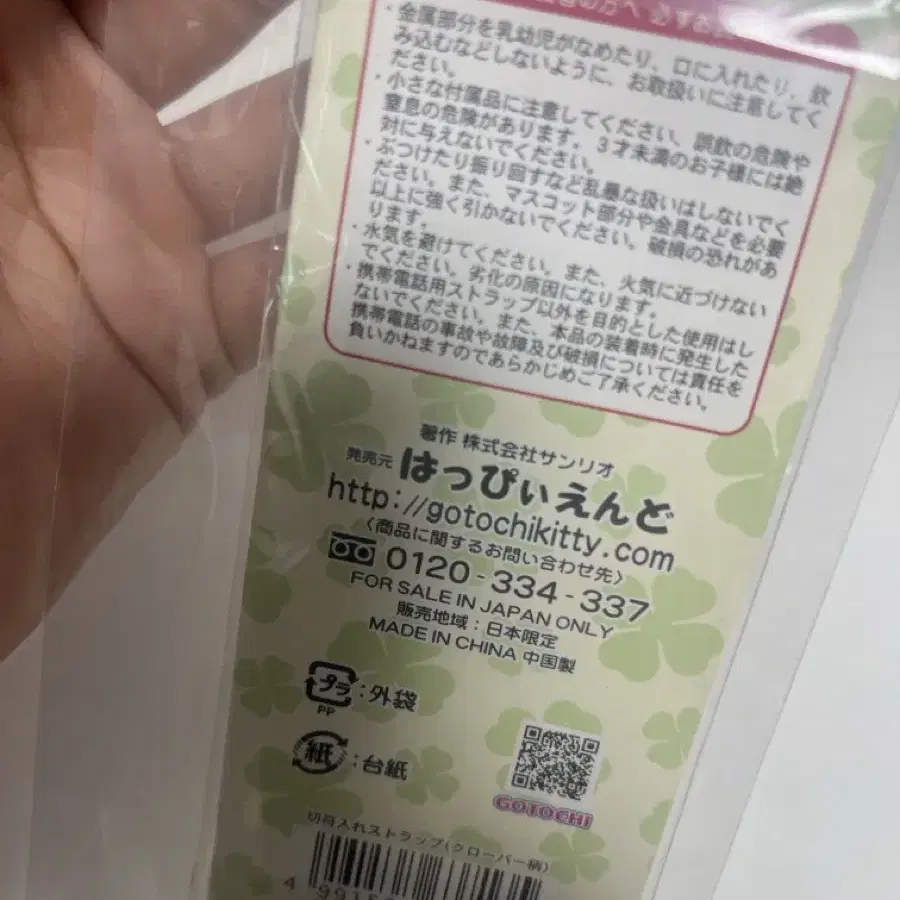 ・金属部分を乳幼児がなめたり、口に入れたり、飲
み込むなどしないように、お取扱いに注意してく
ださい。
・小さな付属品に注意してください、誤飲の危険や
窒息の危険があります。3才未満のお子様には絶
対に与えないでください。
・ぶつけたり振り回すなど乱暴な扱いはしないでく
ださい。また、マスコット部分や金具などを必要
以上に強く引かないでください。破損の恐れがあ
ります。
・水気を避けてください。また、火気に近づけない
でください。劣化の原因になります。
・携帯電話用ストラップ以外を目的とした使用はし
ないでください。また、本品の装着時に発生した
携帯電話の事故や故障及び破損については責任を
負いかねますのであらかじめご了承ください。
著作 株式会社サンリオ
発売元 はっぴぃえんど
http://gotochikitty.com
〈商品に関するお問い合わせ先〉
0120-334-337
FOR SALE IN JAPAN ONLY
販売地域：日本限定
MADE IN CHINA 中国製
プラ：外袋
PP
紙：台紙
GOTOCHI
ストラップ(クローバー柄)